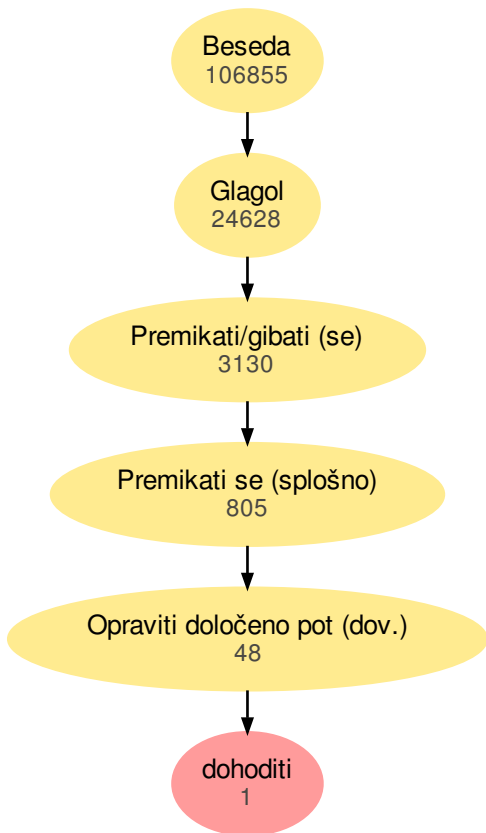 Beseda
106855
Glagol
24628
Premikati/gibati (se)
3130
Premikati se (splošno)
805
Opraviti določeno pot (dov.)
48
dohoditi
1